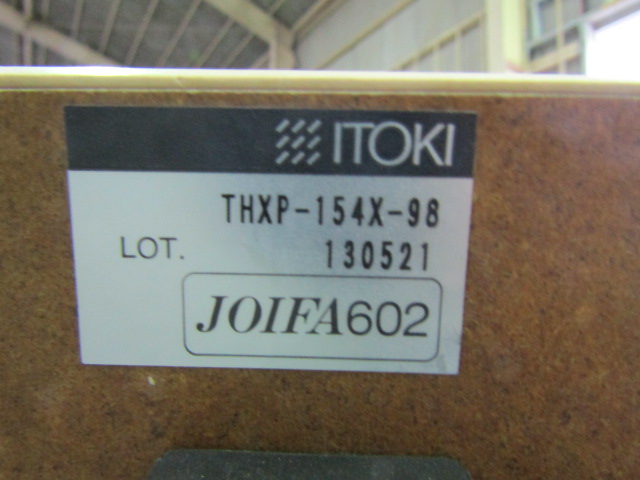 ITOKI
THXP-154X-98
LOT. 130521
JOIFA602